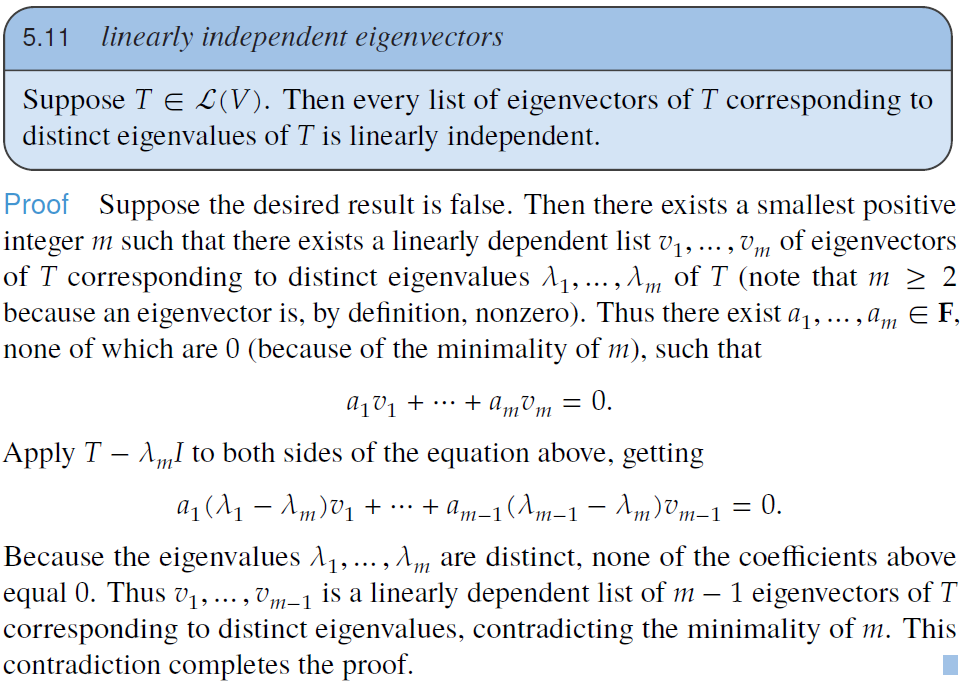 5.11 linearly independent eigenvectors
Suppose T ∈ ℒ(V). Then every list of eigenvectors of T corresponding to
distinct eigenvalues of T is linearly independent.
Proof Suppose the desired result is false. Then there exists a smallest positive
integer m such that there exists a linearly dependent list v₁, … , vₘ of eigenvectors
of T corresponding to distinct eigenvalues λ₁, … , λₘ of T (note that m ≥ 2
because an eigenvector is, by definition, nonzero). Thus there exist a₁, … , aₘ ∈ F,
none of which are 0 (because of the minimality of m), such that
a₁v₁ + ⋯ + aₘvₘ = 0.
Apply T − λₘI to both sides of the equation above, getting
a₁(λ₁ − λₘ)v₁ + ⋯ + aₘ₋₁(λₘ₋₁ − λₘ)vₘ₋₁ = 0.
Because the eigenvalues λ₁, … , λₘ are distinct, none of the coefficients above
equal 0. Thus v₁, … , vₘ₋₁ is a linearly dependent list of m − 1 eigenvectors of T
corresponding to distinct eigenvalues, contradicting the minimality of m. This
contradiction completes the proof.